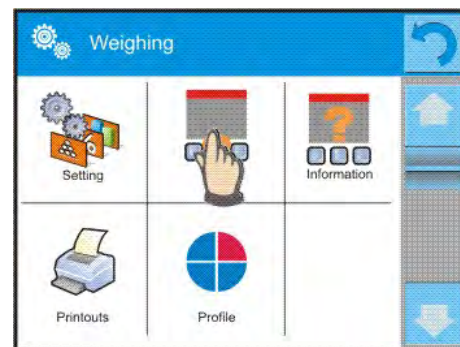 Weighing
Setting
Information
Printouts
Profile